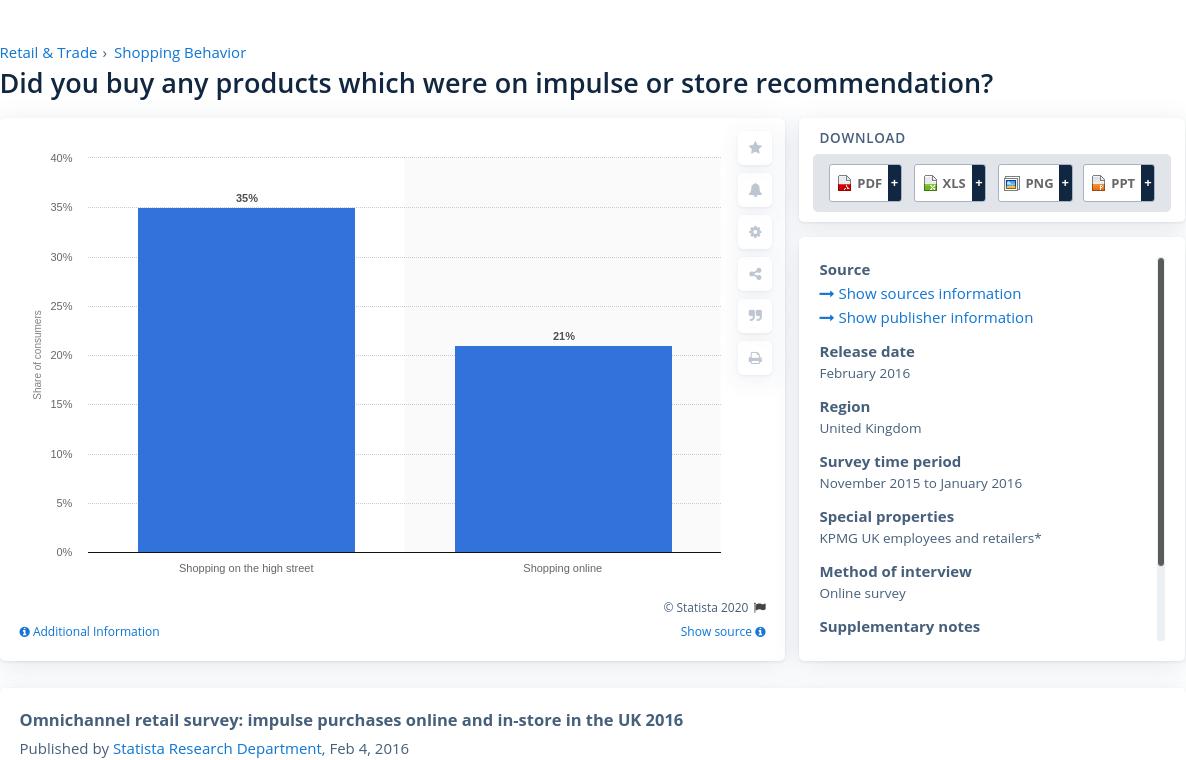 Retail & Trade › Shopping Behavior
Did you buy any products which were on impulse or store recommendation?
40%
35%
30%
25%
20%
15%
10%
5%
0%
Share of consumers
35%
21%
Shopping on the high street
Shopping online
© Statista 2020
Additional Information
Show source
DOWNLOAD
PDF +
XLS +
PNG +
PPT +
Source
Show sources information
Show publisher information
Release date
February 2016
Region
United Kingdom
Survey time period
November 2015 to January 2016
Special properties
KPMG UK employees and retailers*
Method of interview
Online survey
Supplementary notes
Omnichannel retail survey: impulse purchases online and in-store in the UK 2016
Published by Statista Research Department, Feb 4, 2016